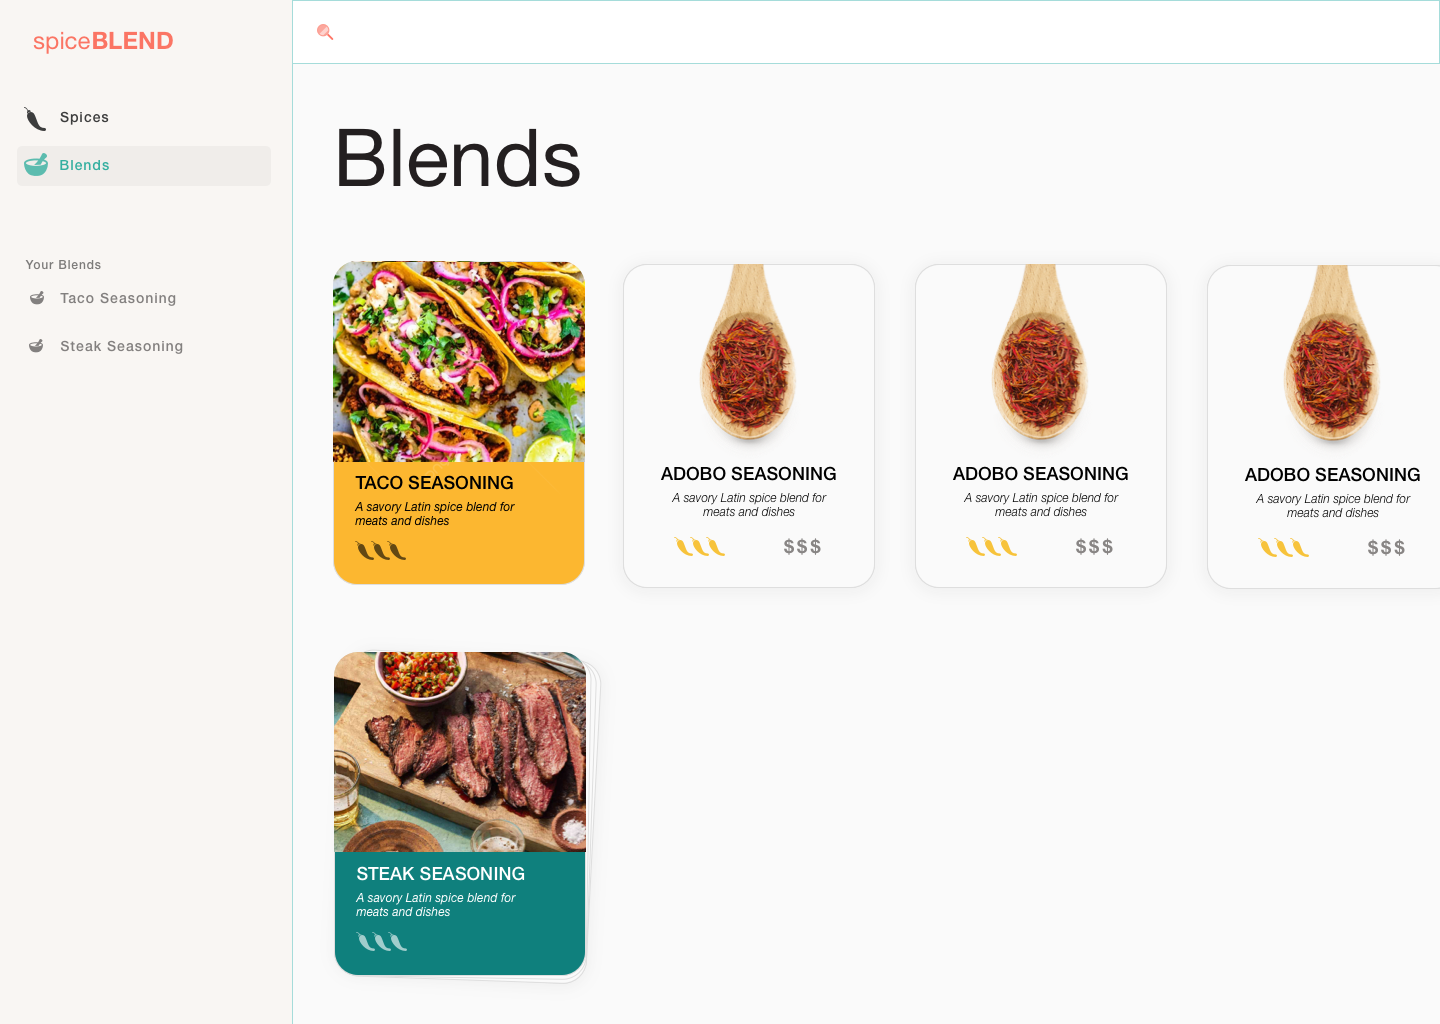 spiceBLEND
Spices
Blends
Your Blends
Taco Seasoning
Steak Seasoning
Blends
TACO SEASONING
A savory Latin spice blend for
meats and dishes
ADOBO SEASONING
A savory Latin spice blend for
meats and dishes
$$$
ADOBO SEASONING
A savory Latin spice blend for
meats and dishes
$$$
ADOBO SEASONING
A savory Latin spice blend for
meats and dishes
$$$
STEAK SEASONING
A savory Latin spice blend for
meats and dishes